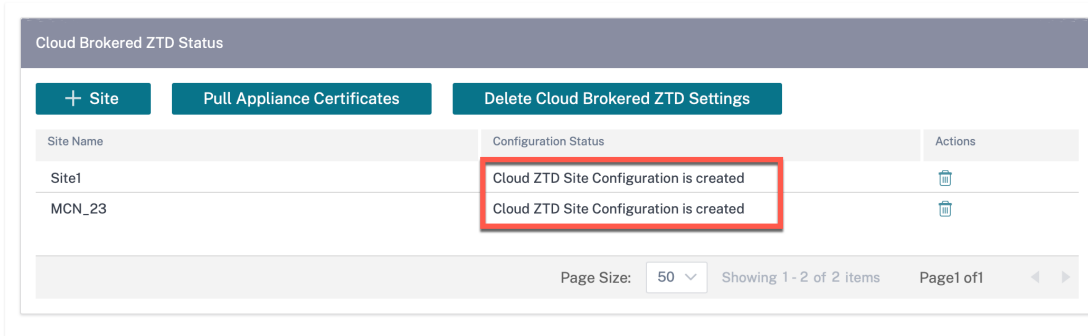 Cloud Brokered ZTD Status
+ Site Pull Appliance Certificates Delete Cloud Brokered ZTD Settings
Site Name Configuration Status Actions
Site1 Cloud ZTD Site Configuration is created
MCN_23 Cloud ZTD Site Configuration is created
Page Size: 50 Showing 1 - 2 of 2 items Page1 of1